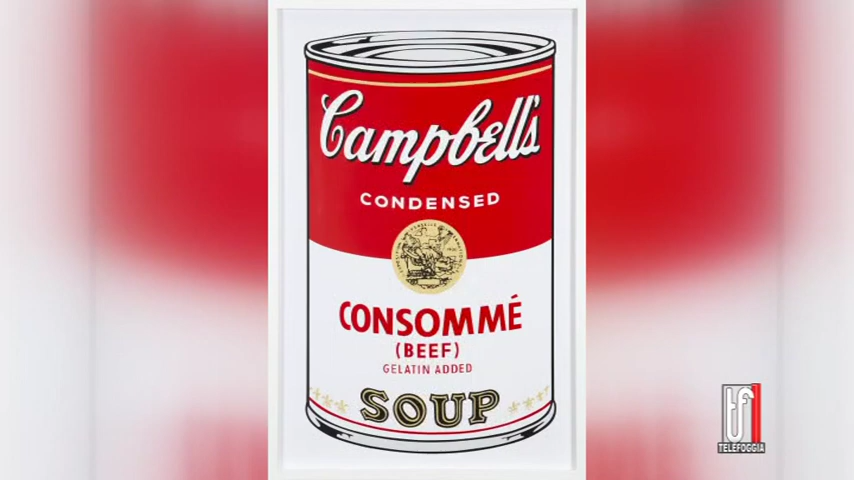 Campbell's
CONDENSED
CONSOMMÉ
(BEEF)
GELATIN ADDED
SOUP
TELEFOGGIA